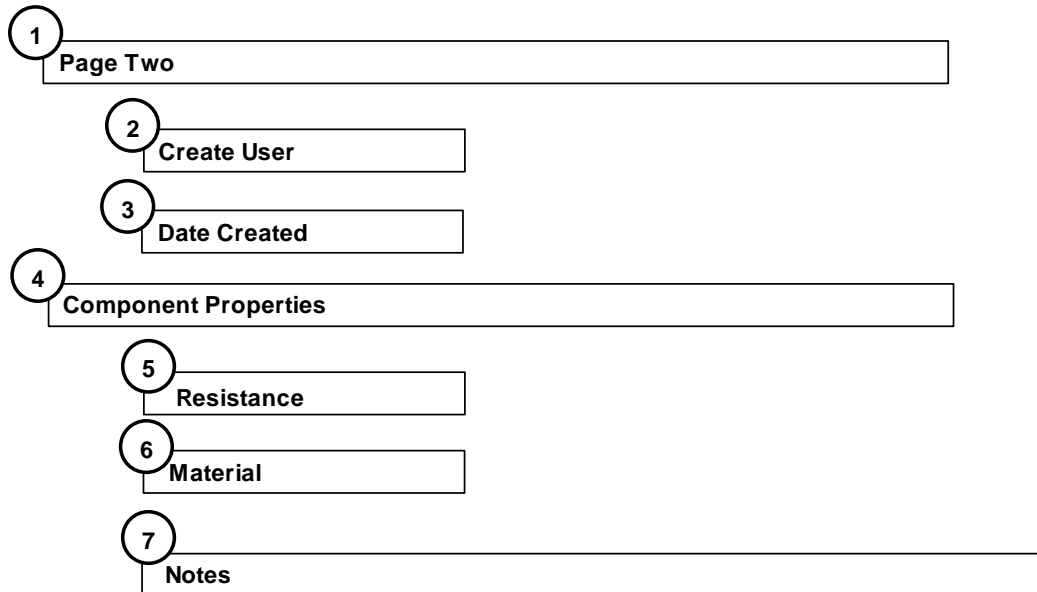 1
Page Two
2
Create User
3
Date Created
4
Component Properties
5
Resistance
6
Material
7
Notes